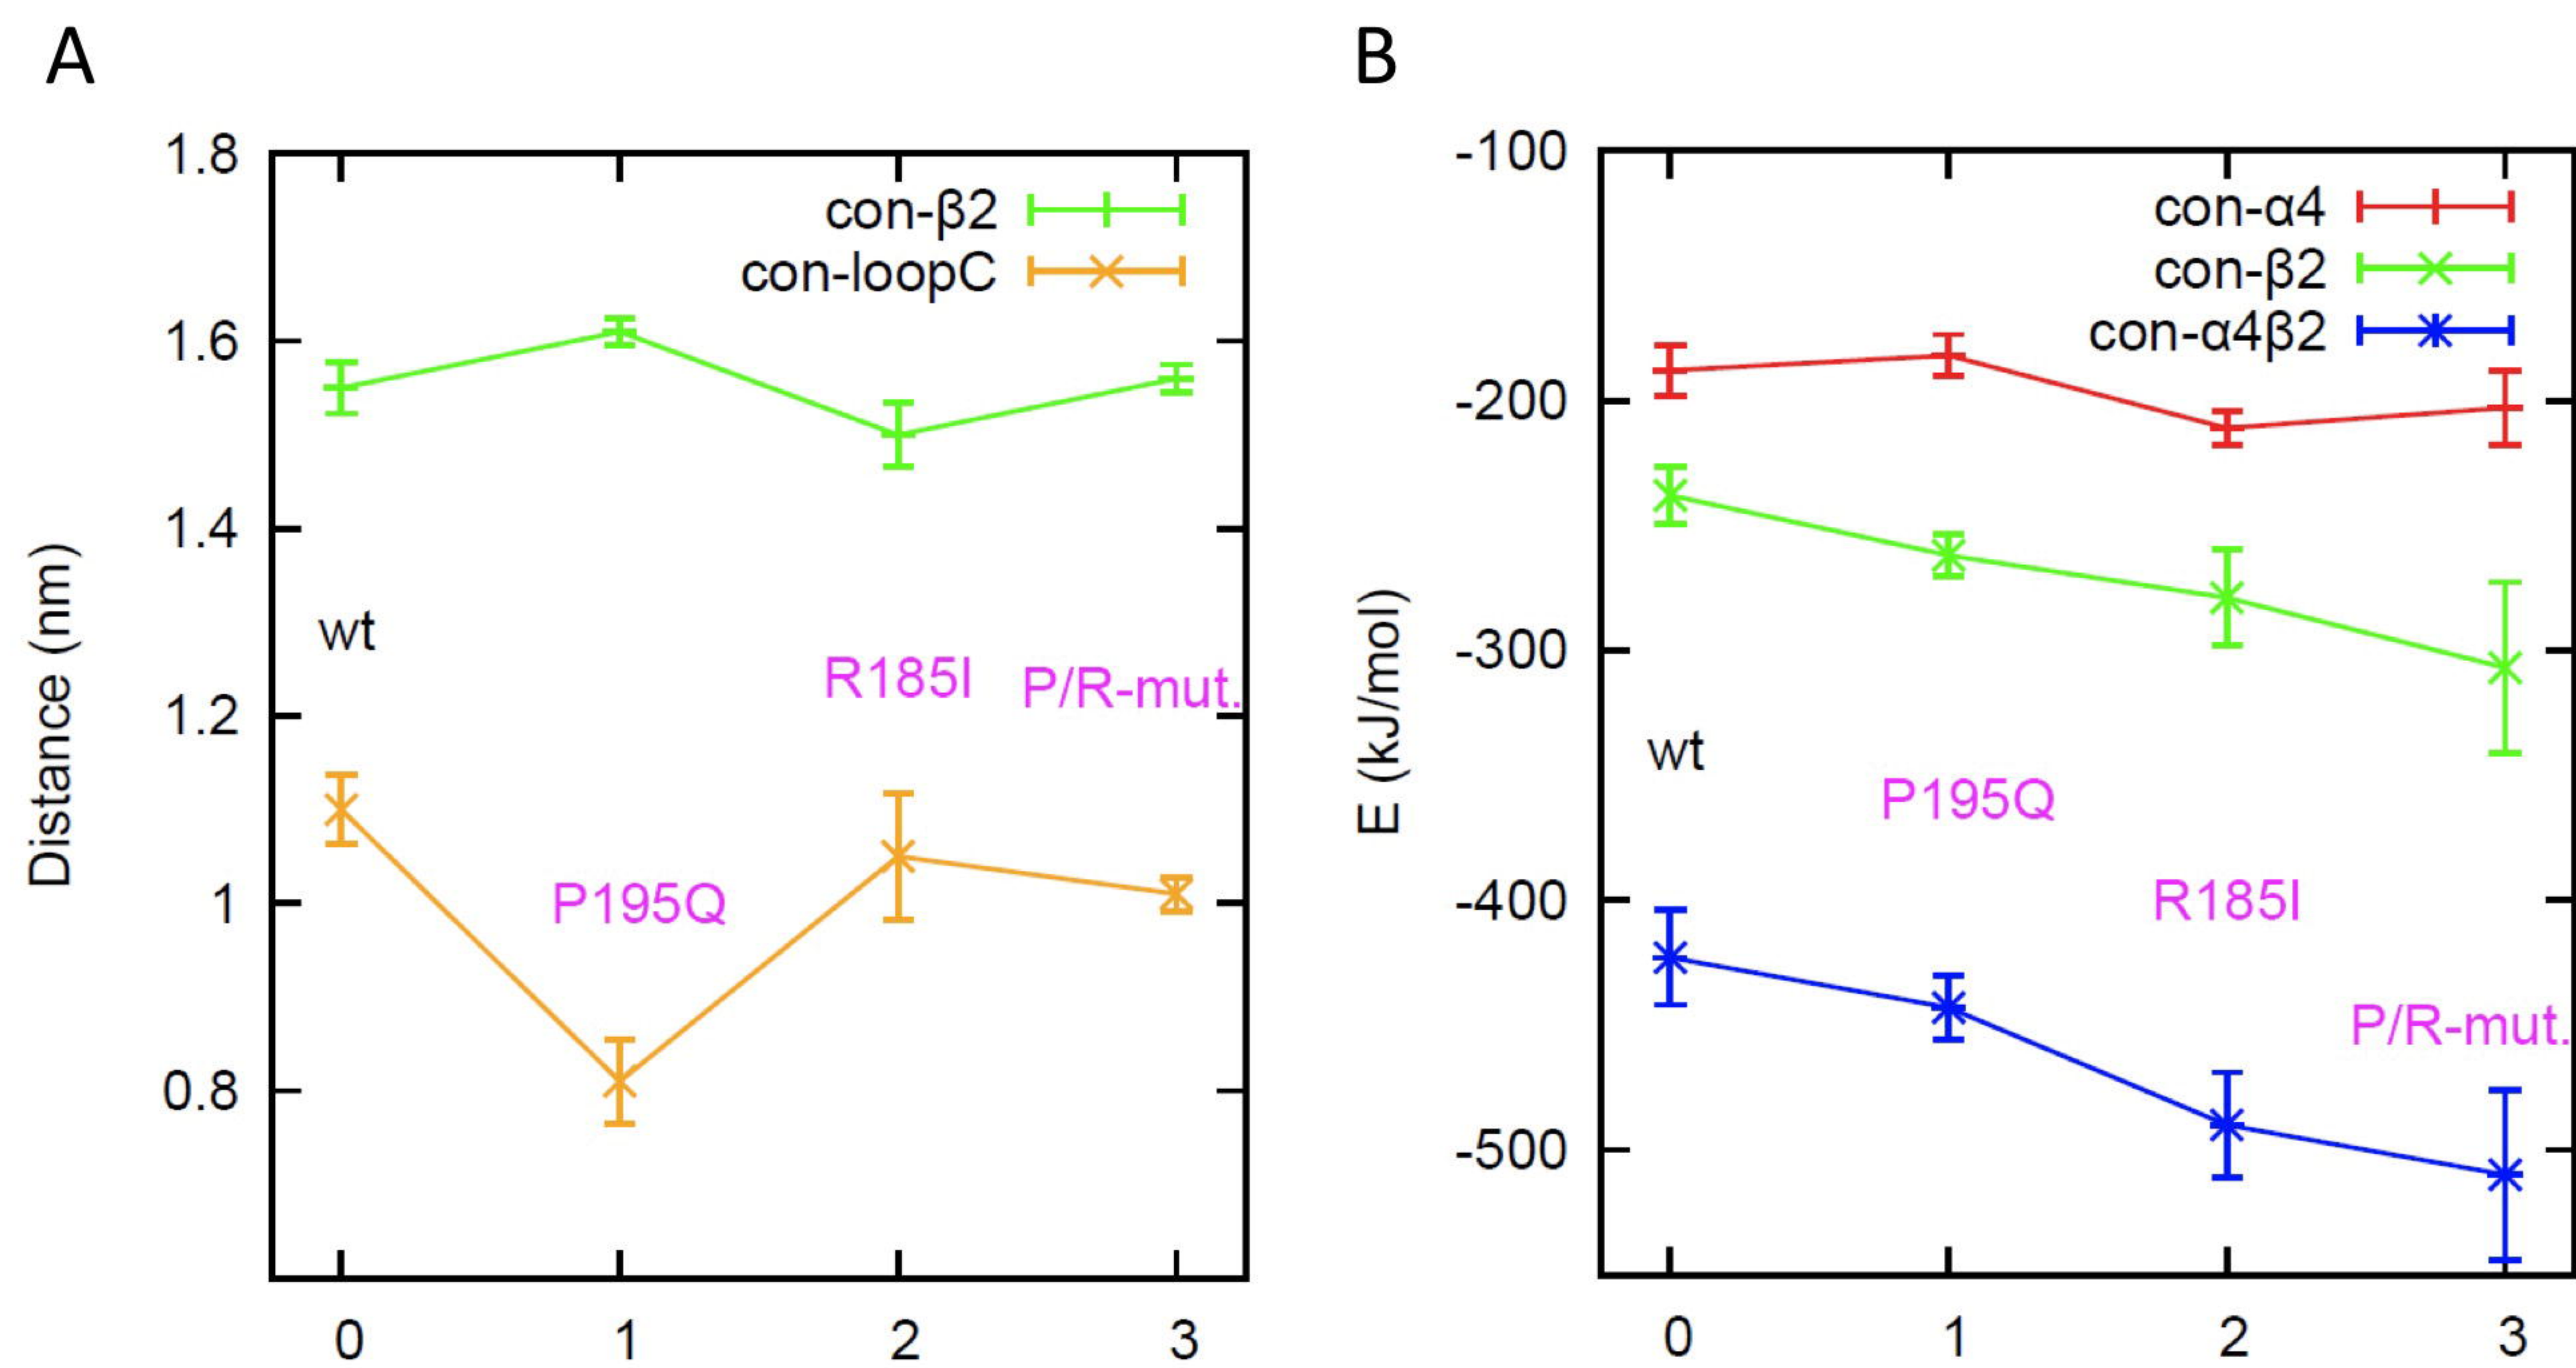 A
1.8
1.6
1.4
1.2
1
0.8
Distance (nm)
con-β2
con-loopC
wt
P195Q
R185I
P/R-mut.
0 1 2 3
B
-100
-200
-300
-400
-500
E (kJ/mol)
con-α4
con-β2
con-α4β2
wt
P195Q
R185I
P/R-mut.
0 1 2 3